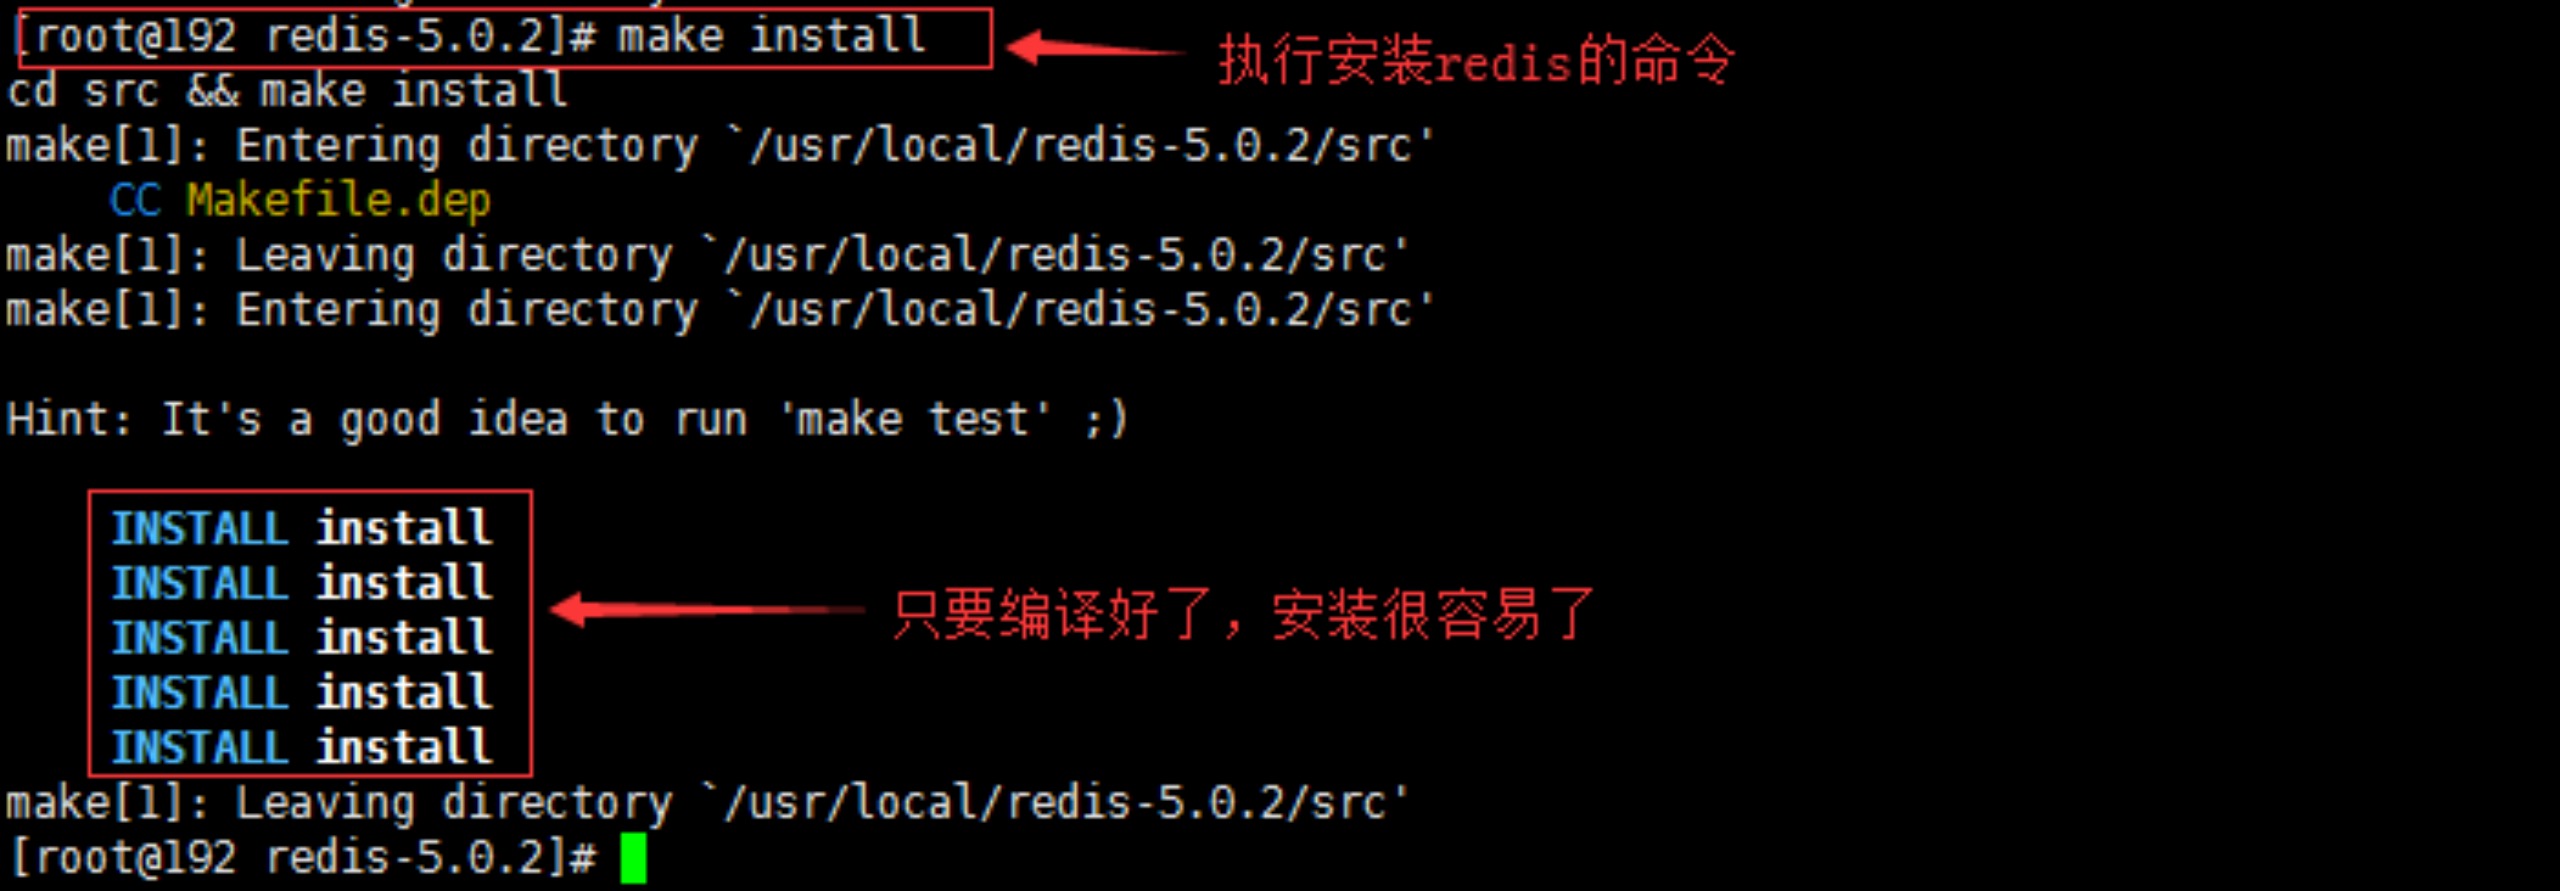 [root@192 redis-5.0.2]# make install
执行安装redis的命令
cd src && make install
make[1]: Entering directory `/usr/local/redis-5.0.2/src'
CC Makefile.dep
make[1]: Leaving directory `/usr/local/redis-5.0.2/src'
make[1]: Entering directory `/usr/local/redis-5.0.2/src'
Hint: It's a good idea to run 'make test' ;)
INSTALL install
INSTALL install
INSTALL install
INSTALL install
INSTALL install
只要编译好了，安装很容易了
make[1]: Leaving directory `/usr/local/redis-5.0.2/src'
[root@192 redis-5.0.2]#